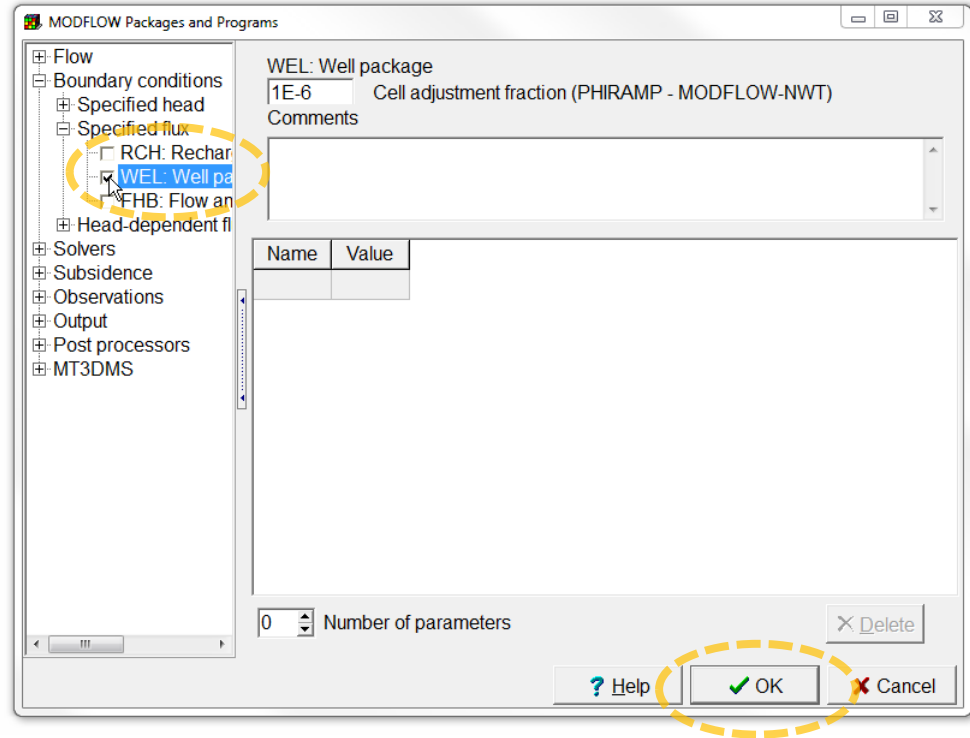 MODFLOW Packages and Programs
Flow
Boundary conditions
Specified head
Specified flux
RCH: Rechar
WEL: Well pa
FHB: Flow an
Head-dependent fl
Solvers
Subsidence
Observations
Output
Post processors
MT3DMS
WEL: Well package
1E-6 Cell adjustment fraction (PHIRAMP - MODFLOW-NWT)
Comments
Name Value
0 Number of parameters
Delete
? Help
OK
Cancel